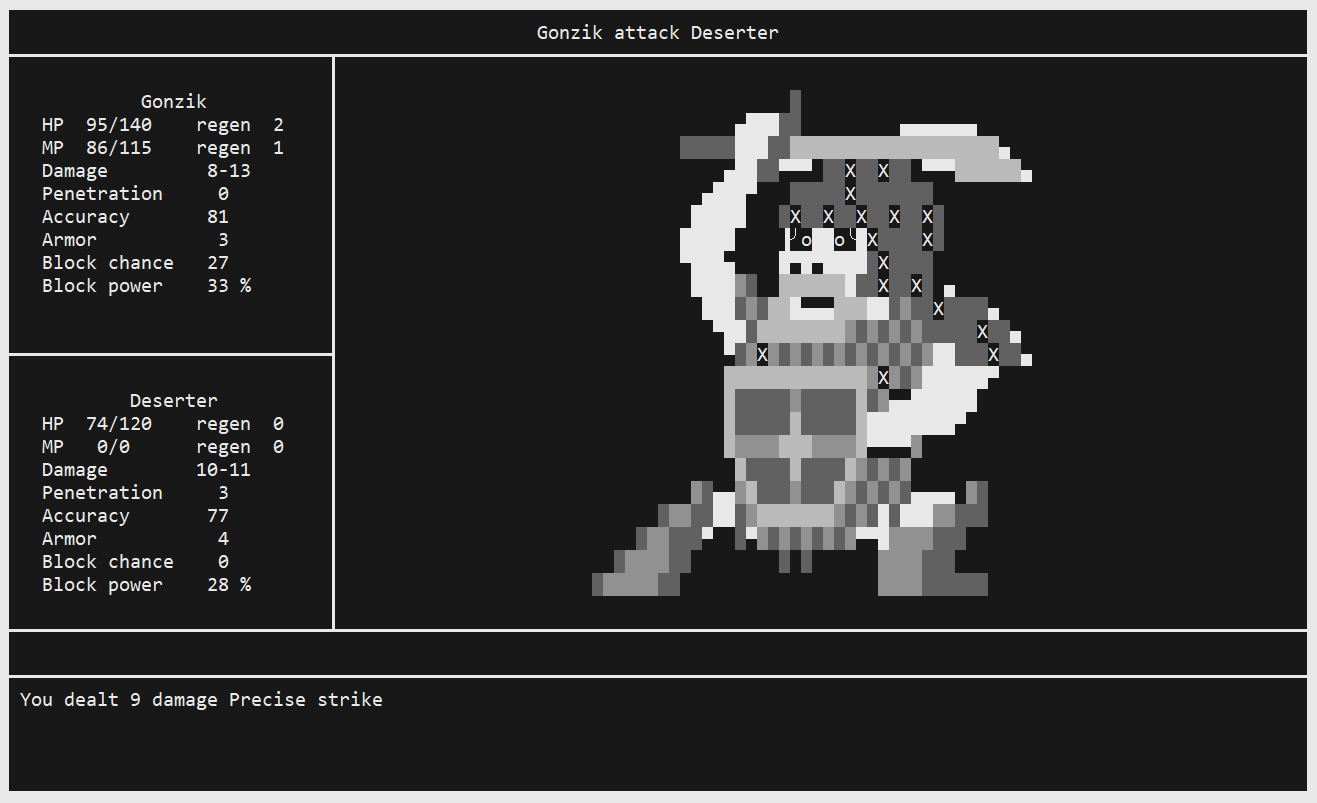 Gonzik attack Deserter
Gonzik
HP 95/140 regen 2
MP 86/115 regen 1
Damage 8-13
Penetration 0
Accuracy 81
Armor 3
Block chance 27
Block power 33 %
Deserter
HP 74/120 regen 0
MP 0/0 regen 0
Damage 10-11
Penetration 3
Accuracy 77
Armor 4
Block chance 0
Block power 28 %
You dealt 9 damage Precise strike